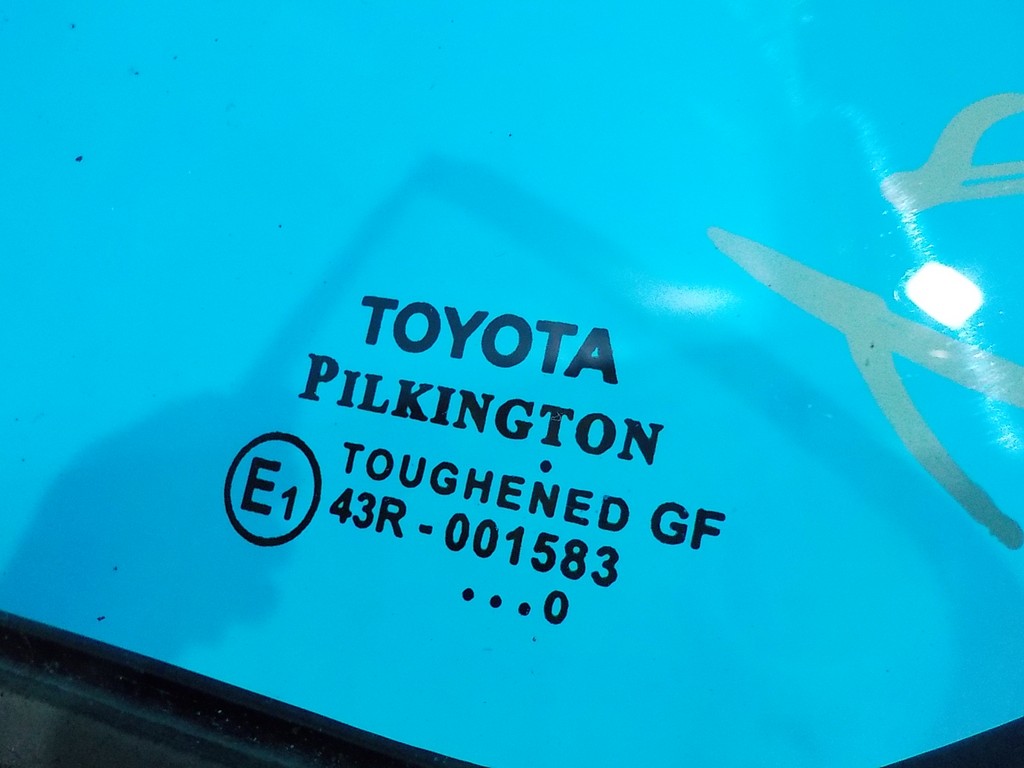 TOYOTA
PILKINGTON
TOUGHENED GF
E1 43R - 001583
...0